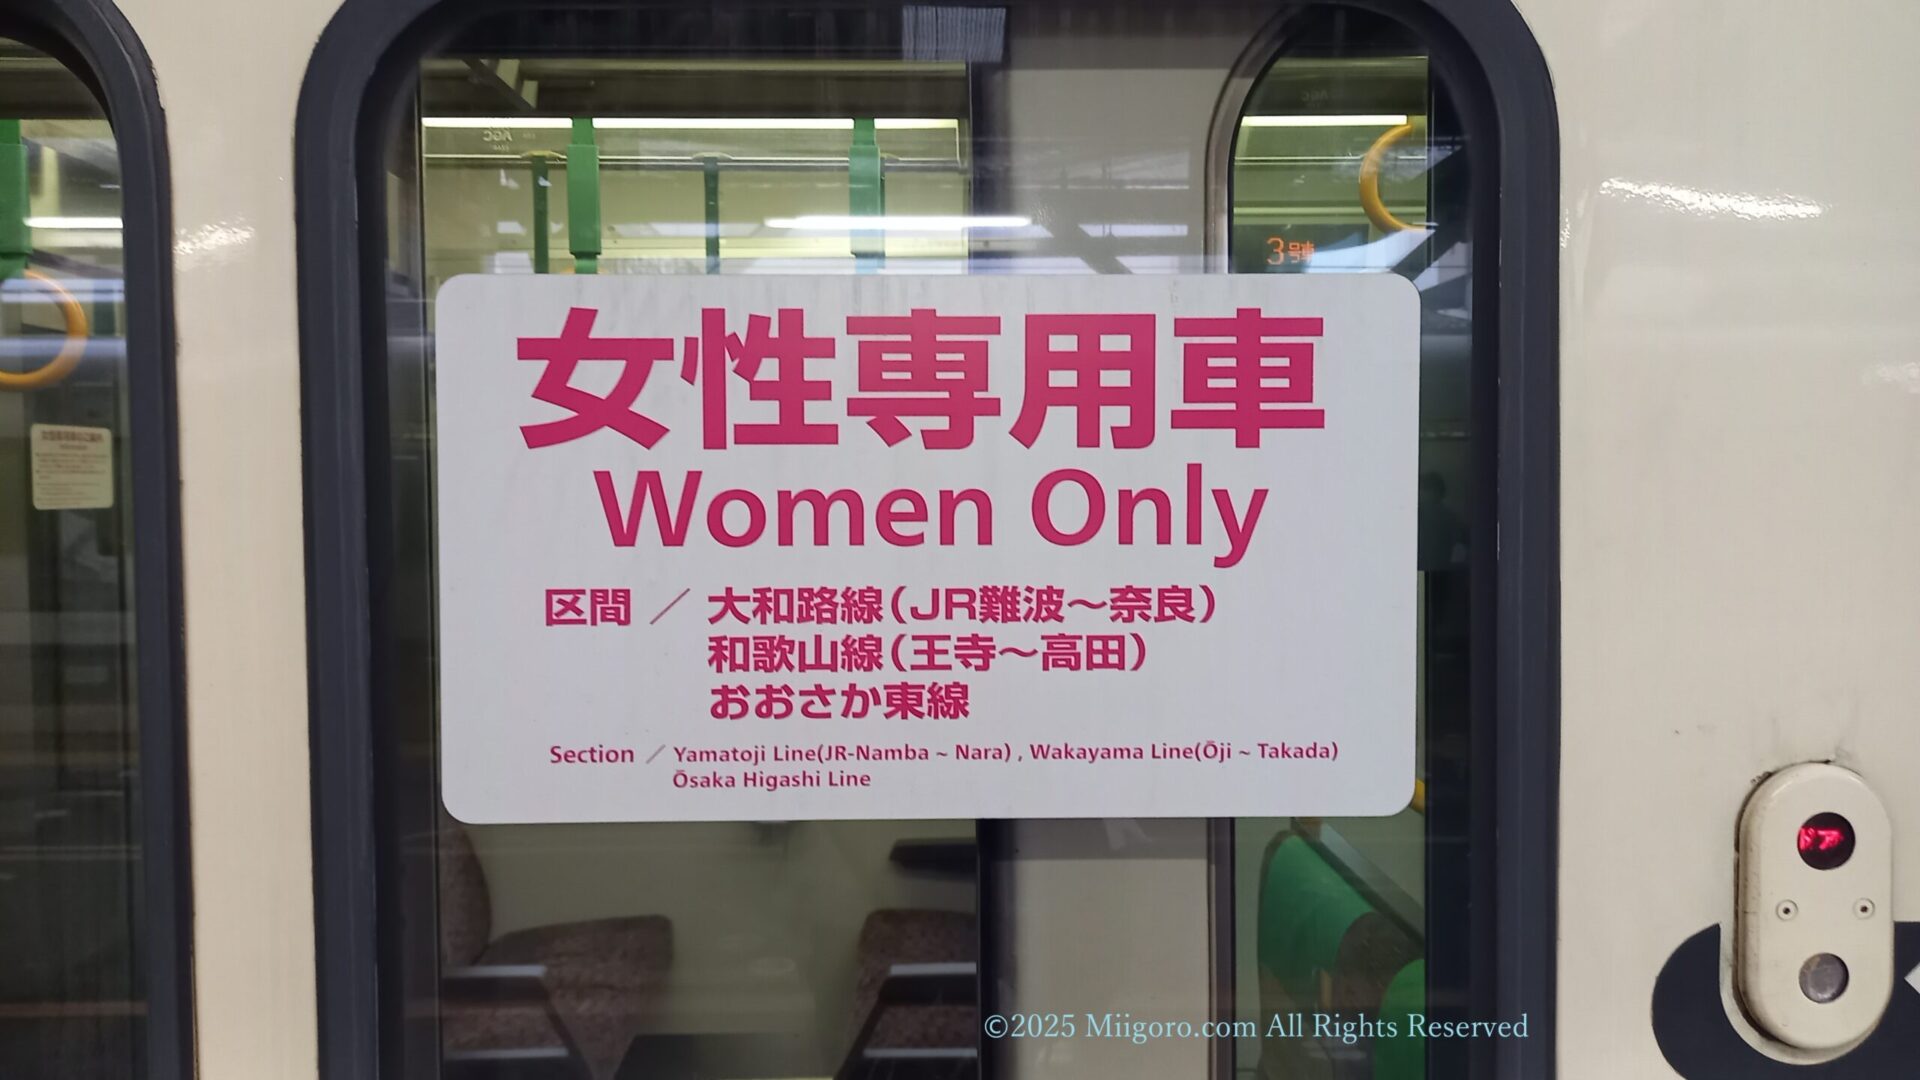 3号車
女性専用車
Women Only
区間 ／ 大和路線（JR難波～奈良）
和歌山線（王寺～高田）
おおさか東線
Section ／ Yamatoji Line(JR-Namba ~ Nara) , Wakayama Line(Ōji ~ Takada)
Ōsaka Higashi Line
ドア
©2025 Miigoro.com All Rights Reserved